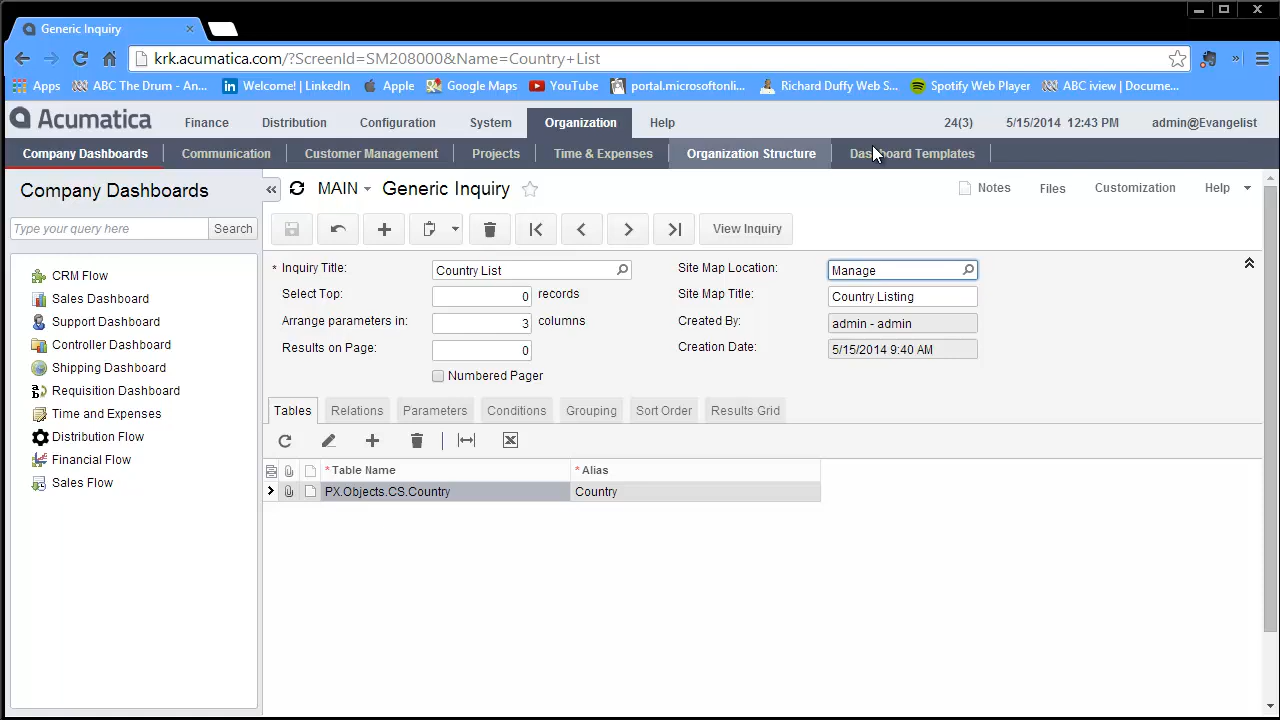 Generic Inquiry
krk.acumatica.com/?ScreenId=SM208000&Name=Country+List
Apps ABC The Drum - An... Welcome! | LinkedIn Apple Google Maps YouTube portal.microsoftonli... Richard Duffy Web S... Spotify Web Player ABC iview | Docume...
Acumatica Finance Distribution Configuration System Organization Help 24(3) 5/15/2014 12:43 PM admin@Evangelist
Company Dashboards Communication Customer Management Projects Time & Expenses Organization Structure Dashboard Templates
Company Dashboards
MAIN Generic Inquiry Notes Files Customization Help
Type your query here Search
View Inquiry
CRM Flow
Sales Dashboard
Support Dashboard
Controller Dashboard
Shipping Dashboard
Requisition Dashboard
Time and Expenses
Distribution Flow
Financial Flow
Sales Flow
* Inquiry Title: Country List Site Map Location: Manage
Select Top: 0 records Site Map Title: Country Listing
Arrange parameters in: 3 columns Created By: admin - admin
Results on Page: 0 Creation Date: 5/15/2014 9:40 AM
Numbered Pager
Tables Relations Parameters Conditions Grouping Sort Order Results Grid
* Table Name * Alias
PX.Objects.CS.Country Country